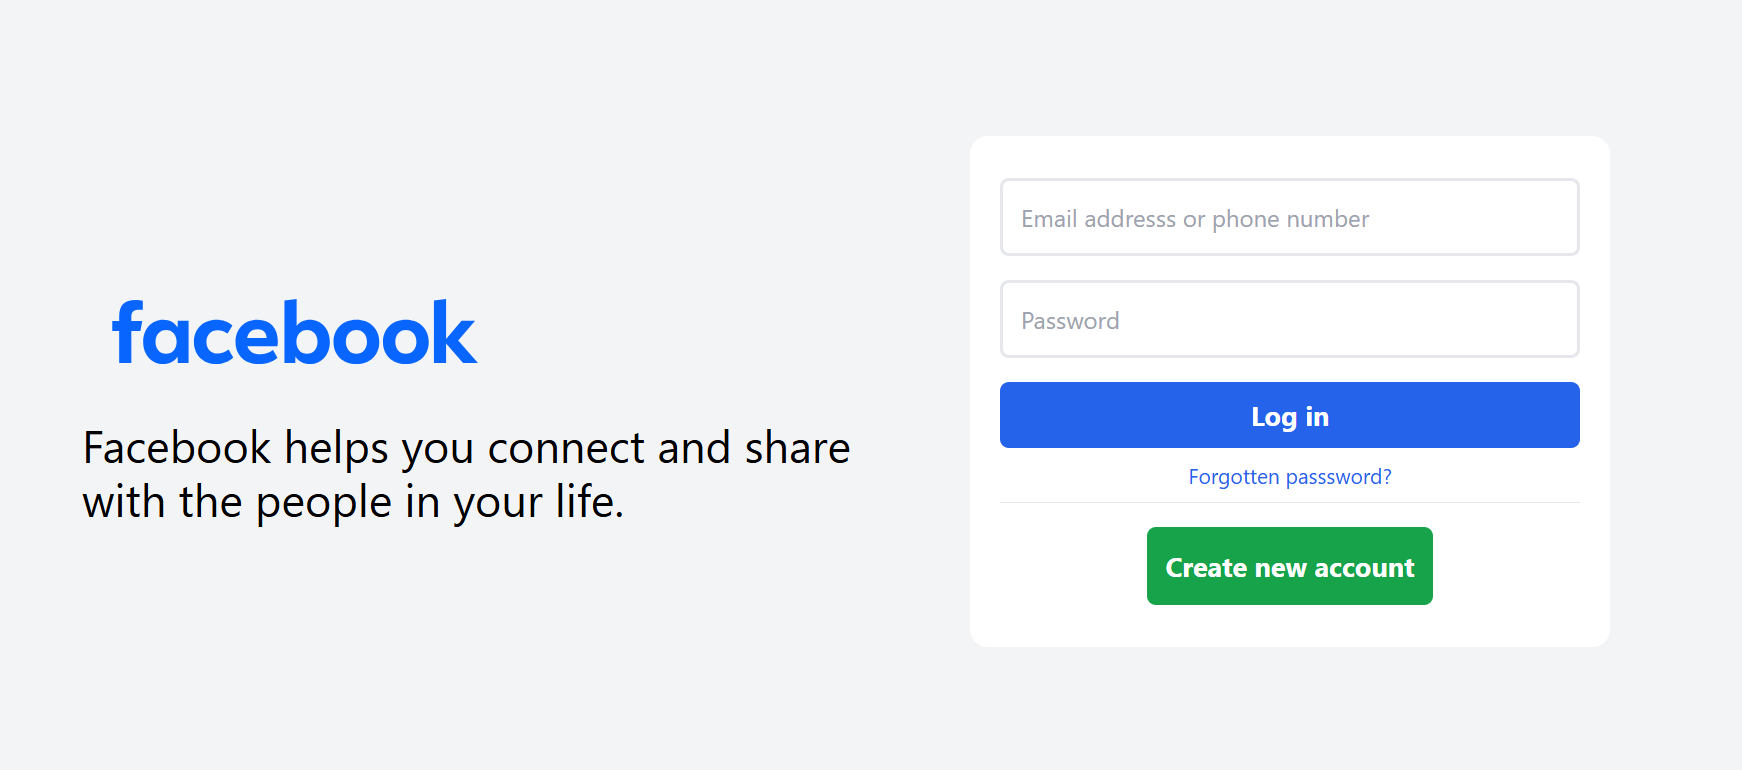 facebook
Facebook helps you connect and share
with the people in your life.
Email addresss or phone number
Password
Log in
Forgotten passsword?
Create new account